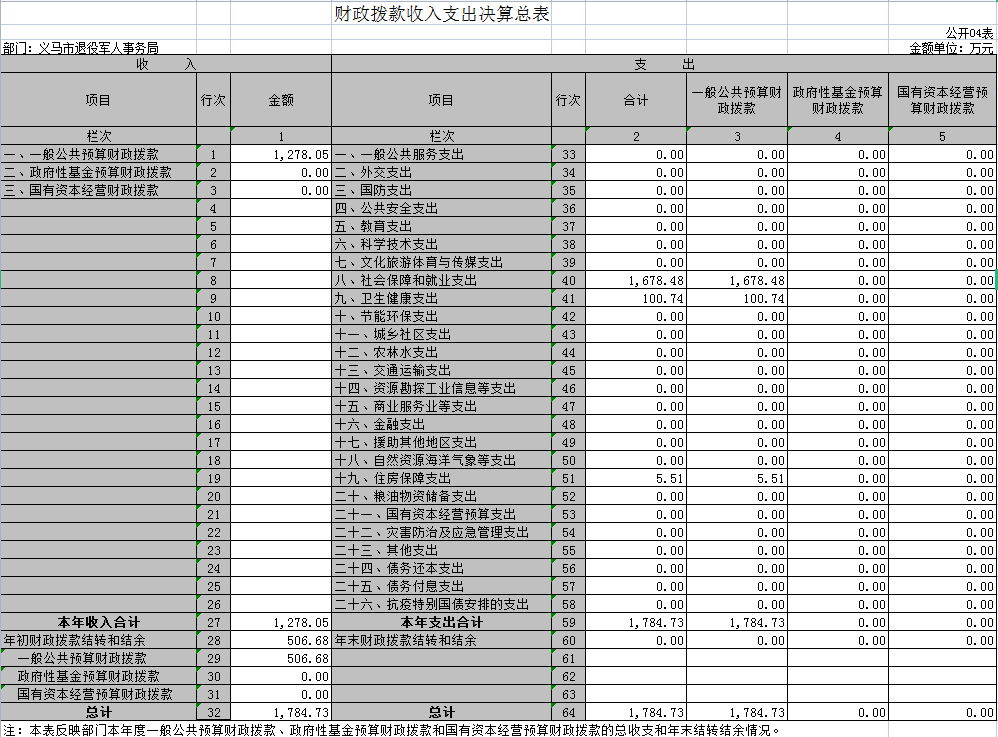 财政拨款收入支出决算总表
公开04表
部门：义马市退役军人事务局 金额单位：万元
收 入 支 出
项目 行次 金额 项目 行次 合计 一般公共预算财政拨款 政府性基金预算财政拨款 国有资本经营预算财政拨款
栏次 1 栏次 2 3 4 5
一、一般公共预算财政拨款 1 1,278.05 一、一般公共服务支出 33 0.00 0.00 0.00 0.00
二、政府性基金预算财政拨款 2 0.00 二、外交支出 34 0.00 0.00 0.00 0.00
三、国有资本经营财政拨款 3 0.00 三、国防支出 35 0.00 0.00 0.00 0.00
4 四、公共安全支出 36 0.00 0.00 0.00 0.00
5 五、教育支出 37 0.00 0.00 0.00 0.00
6 六、科学技术支出 38 0.00 0.00 0.00 0.00
7 七、文化旅游体育与传媒支出 39 0.00 0.00 0.00 0.00
8 八、社会保障和就业支出 40 1,678.48 1,678.48 0.00 0.00
9 九、卫生健康支出 41 100.74 100.74 0.00 0.00
10 十、节能环保支出 42 0.00 0.00 0.00 0.00
11 十一、城乡社区支出 43 0.00 0.00 0.00 0.00
12 十二、农林水支出 44 0.00 0.00 0.00 0.00
13 十三、交通运输支出 45 0.00 0.00 0.00 0.00
14 十四、资源勘探工业信息等支出 46 0.00 0.00 0.00 0.00
15 十五、商业服务业等支出 47 0.00 0.00 0.00 0.00
16 十六、金融支出 48 0.00 0.00 0.00 0.00
17 十七、援助其他地区支出 49 0.00 0.00 0.00 0.00
18 十八、自然资源海洋气象等支出 50 0.00 0.00 0.00 0.00
19 十九、住房保障支出 51 5.51 5.51 0.00 0.00
20 二十、粮油物资储备支出 52 0.00 0.00 0.00 0.00
21 二十一、国有资本经营预算支出 53 0.00 0.00 0.00 0.00
22 二十二、灾害防治及应急管理支出 54 0.00 0.00 0.00 0.00
23 二十三、其他支出 55 0.00 0.00 0.00 0.00
24 二十四、债务还本支出 56 0.00 0.00 0.00 0.00
25 二十五、债务付息支出 57 0.00 0.00 0.00 0.00
26 二十六、抗疫特别国债安排的支出 58 0.00 0.00 0.00 0.00
本年收入合计 27 1,278.05 本年支出合计 59 1,784.73 1,784.73 0.00 0.00
年初财政拨款结转和结余 28 506.68 年末财政拨款结转和结余 60 0.00 0.00 0.00 0.00
一般公共预算财政拨款 29 506.68 61
政府性基金预算财政拨款 30 0.00 62
国有资本经营预算财政拨款 31 0.00 63
总计 32 1,784.73 总计 64 1,784.73 1,784.73 0.00 0.00
注：本表反映部门本年度一般公共预算财政拨款、政府性基金预算财政拨款和国有资本经营预算财政拨款的总收支和年末结转结余情况。